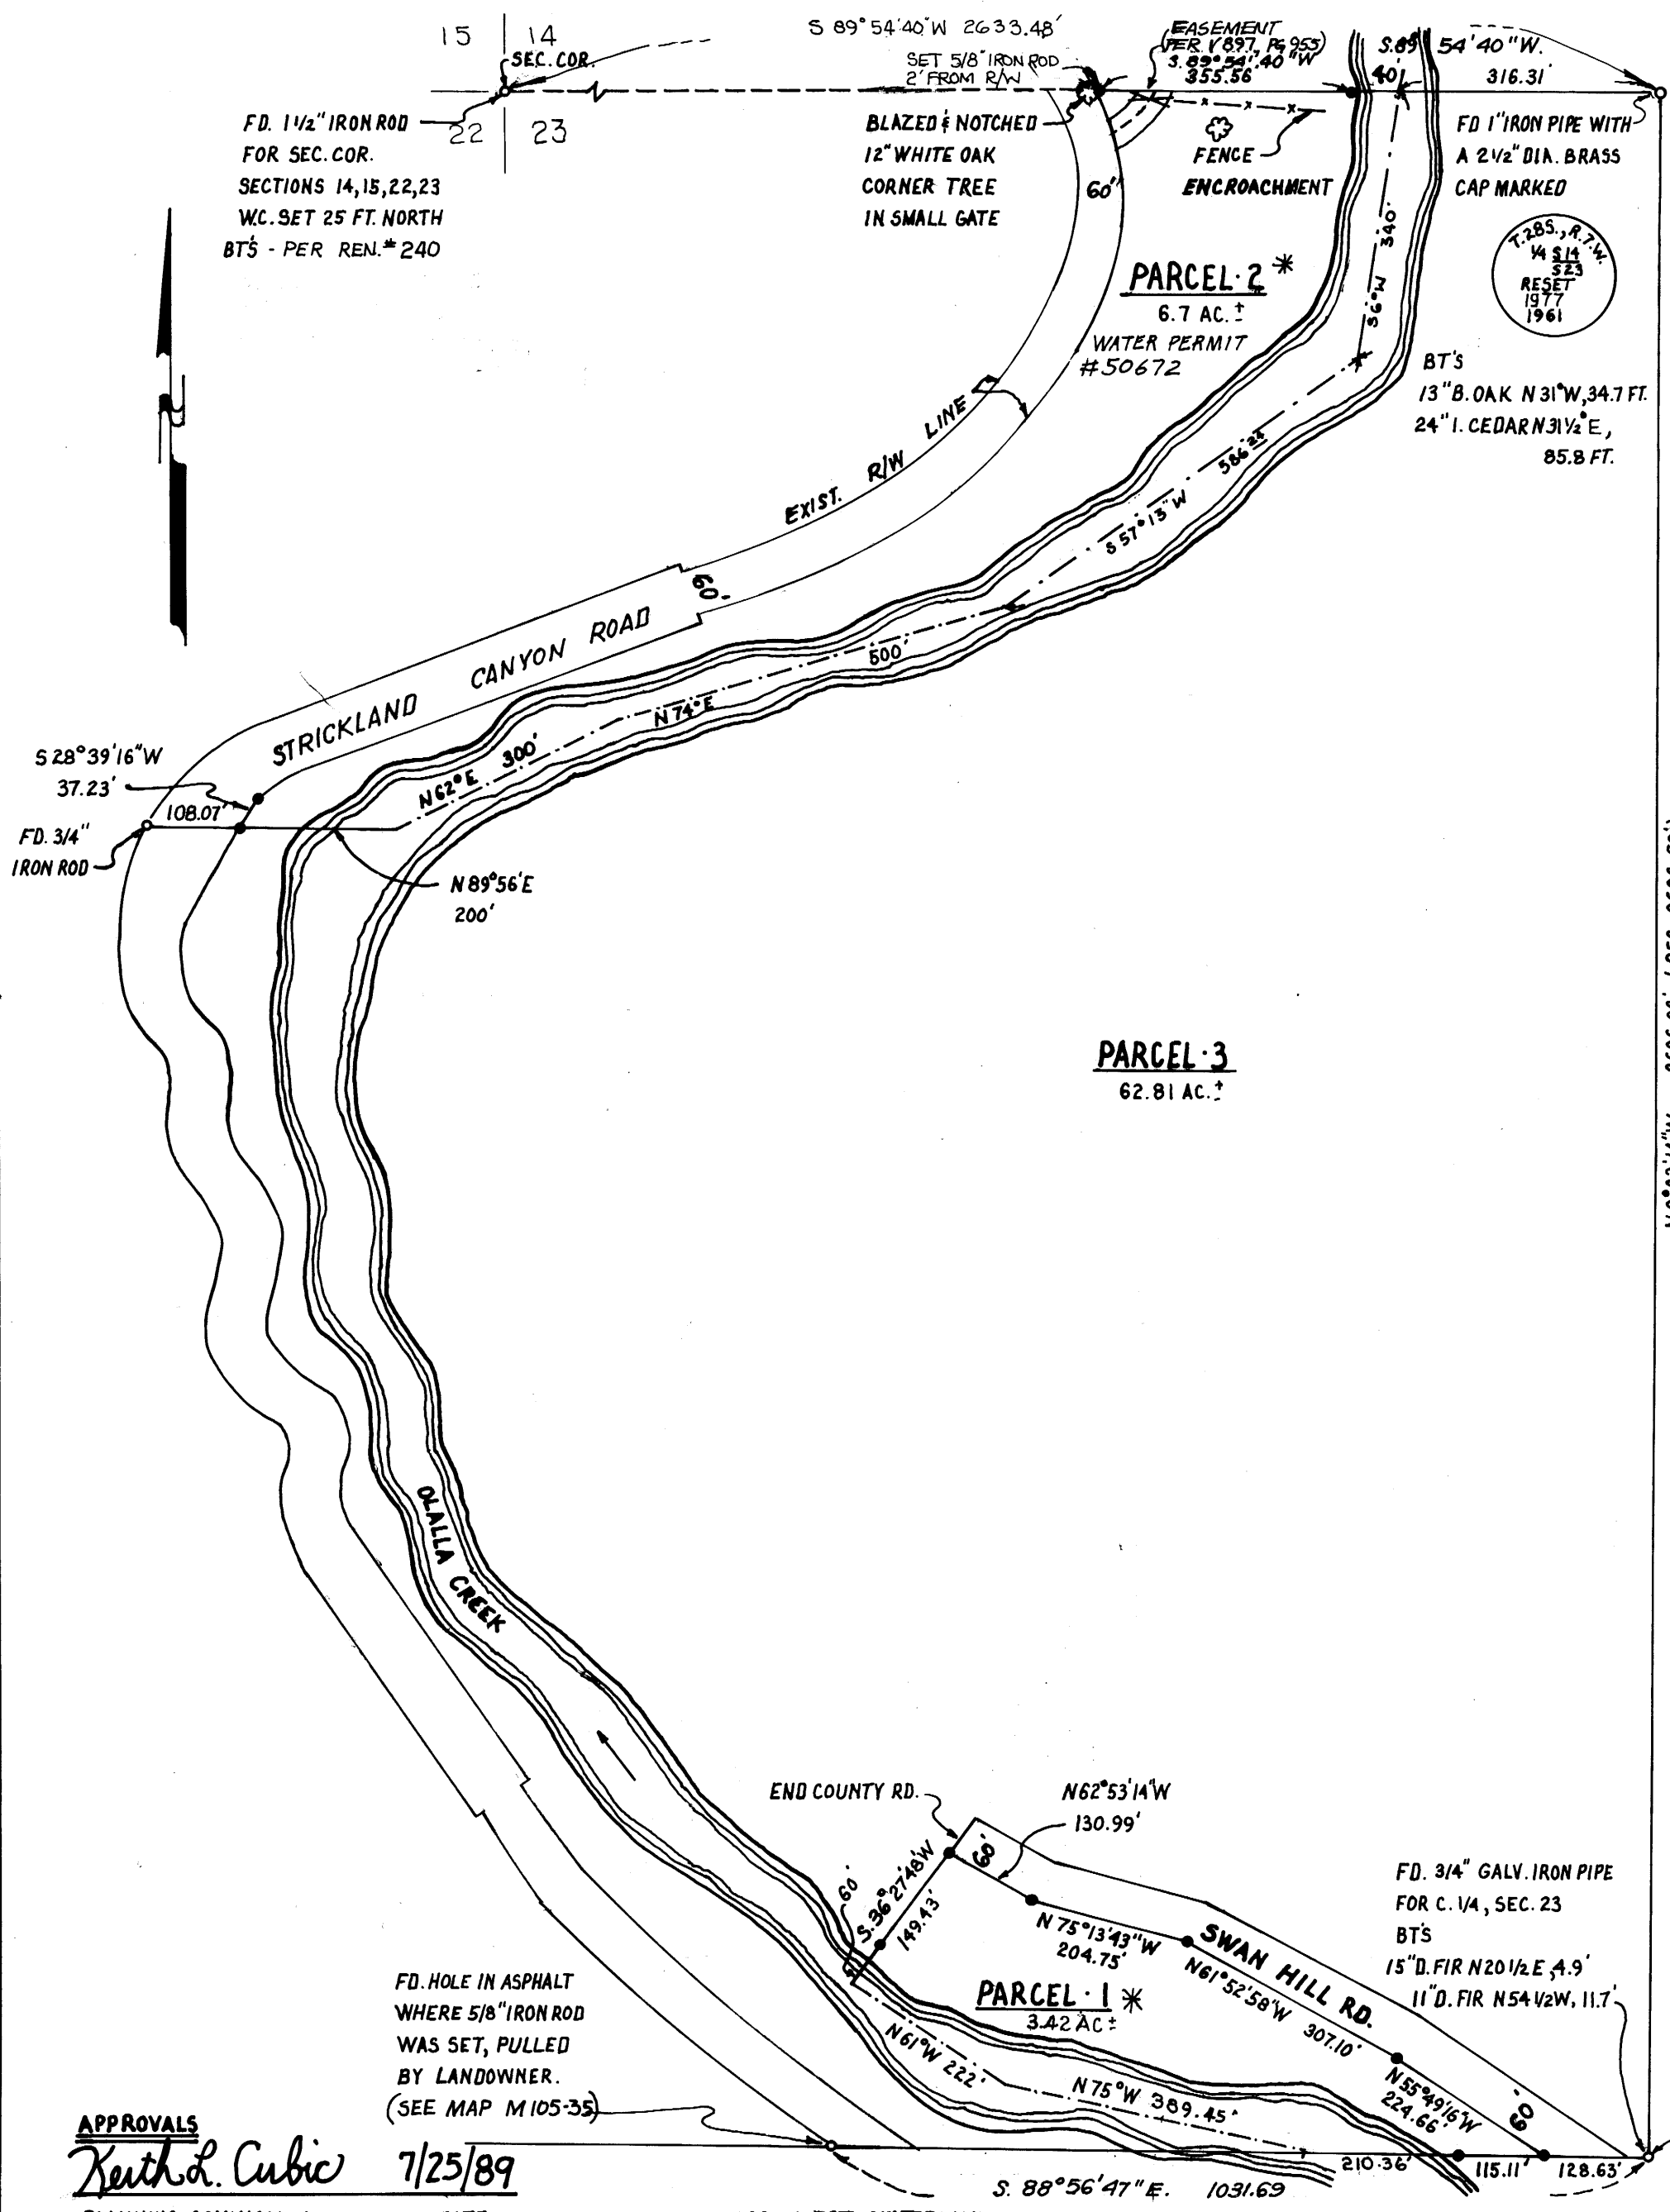 15 | 14
SEC. COR.
22 | 23
FD. 1 1/2" IRON ROD
FOR SEC. COR.
SECTIONS 14,15,22,23
W.C. SET 25 FT. NORTH
BT'S - PER REN. # 240
S 89°54'40"W 2633.48'
SET 5/8" IRON ROD
2' FROM R/W
EASEMENT
(PER. V897, PG 955)
S. 89°54'.40"W
355.56'
S. 89° 54'40"W.
40'
316.31'
BLAZED & NOTCHED
12" WHITE OAK
CORNER TREE
IN SMALL GATE
60'
FENCE
ENCROACHMENT
FD 1" IRON PIPE WITH
A 2 1/2" DIA. BRASS
CAP MARKED
T.28S., R.7.W.
1/4 S14
S23
RESET
1977
1961
PARCEL·2 *
6.7 AC. ±
WATER PERMIT
#50672
S6°W 340'
BT'S
13" B. OAK N 31°W, 34.7 FT.
24" I. CEDAR N 31 1/2° E,
85.8 FT.
EXIST. R/W LINE
586.24
S 57°13"W
60'
STRICKLAND CANYON ROAD
500'
N 74°E
N 62°E 300'
S 28°39'16"W
37.23'
108.07'
FD. 3/4"
IRON ROD
N 89°56'E
200'
PARCEL·3
62.81 AC. ±
OLALLA CREEK
END COUNTY RD.
N62°53'14"W
130.99'
60'
60'
S. 36°27'48"W
149.43'
N 75°13'43"W
204.75'
SWAN HILL RD.
N61°52'58"W 307.10'
FD. 3/4" GALV. IRON PIPE
FOR C. 1/4, SEC. 23
BT'S
15" D. FIR N20 1/2 E, 4.9'
11" D. FIR N54 1/2 W, 11.7'
PARCEL·1 *
3.42 AC ±
N61°W 222'
N 75°W 389.45'
N 55°49'16"W
224.66'
60'
FD. HOLE IN ASPHALT
WHERE 5/8" IRON ROD
WAS SET, PULLED
BY LANDOWNER.
(SEE MAP M105-35)
210.36' 115.11' 128.63'
S. 88°56'47"E. 1031.69
APPROVALS
Keith L. Cubic 7/25/89